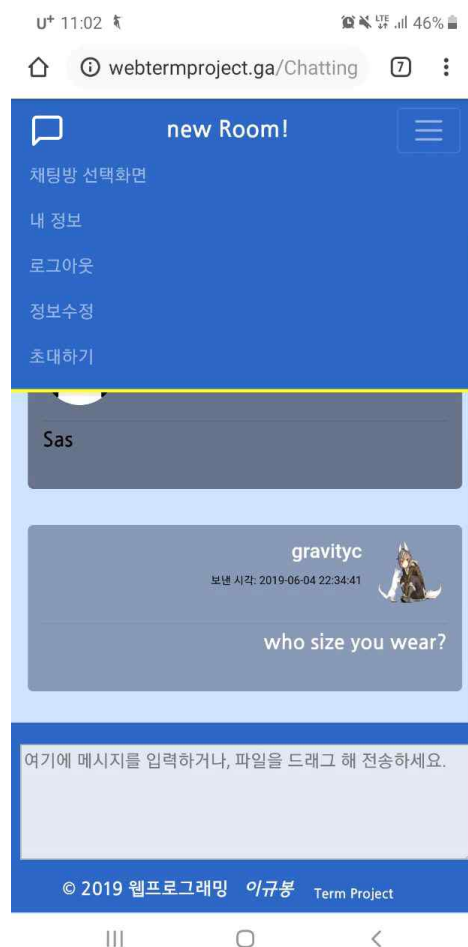 U⁺ 11:02 LTE 46%
webtermproject.ga/Chatting 7
new Room!
채팅방 선택화면
내 정보
로그아웃
정보수정
초대하기
Sas
gravityc
보낸 시각: 2019-06-04 22:34:41
who size you wear?
여기에 메시지를 입력하거나, 파일을 드래그 해 전송하세요.
© 2019 웹프로그래밍 이규봉 Term Project